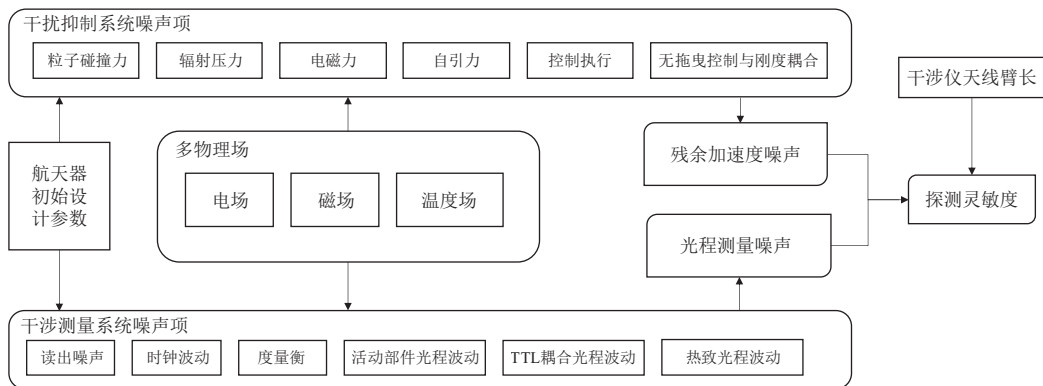 干扰抑制系统噪声项
粒子碰撞力
辐射压力
电磁力
自引力
控制执行
无拖曳控制与刚度耦合
干涉仪天线臂长
航天器
初始设
计参数
多物理场
电场
磁场
温度场
残余加速度噪声
光程测量噪声
探测灵敏度
干涉测量系统噪声项
读出噪声
时钟波动
度量衡
活动部件光程波动
TTL耦合光程波动
热致光程波动